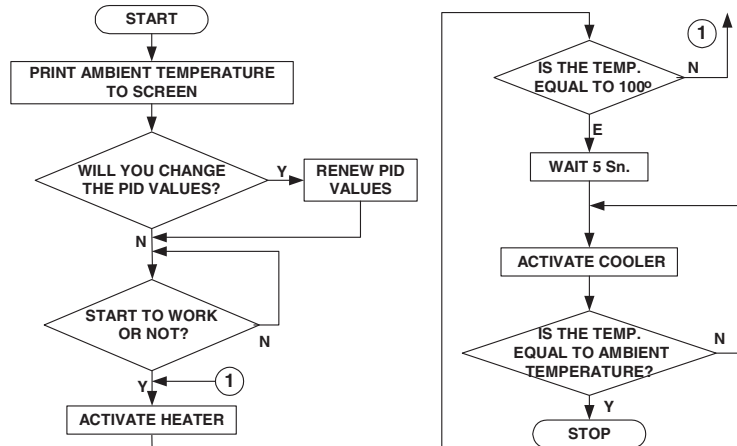 START
PRINT AMBIENT TEMPERATURE
TO SCREEN
WILL YOU CHANGE
THE PID VALUES?
Y
RENEW PID
VALUES
N
START TO WORK
OR NOT?
N
Y
1
ACTIVATE HEATER
1
IS THE TEMP.
EQUAL TO 100º
N
E
WAIT 5 Sn.
ACTIVATE COOLER
IS THE TEMP.
EQUAL TO AMBIENT
TEMPERATURE?
N
Y
STOP